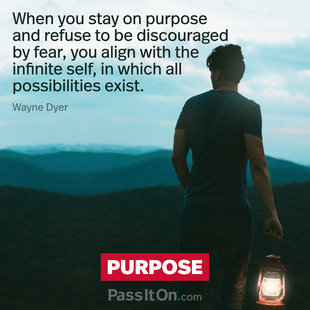 When you stay on purpose
and refuse to be discouraged
by fear, you align with the
infinite self, in which all
possibilities exist.
Wayne Dyer
PURPOSE
PassItOn.com